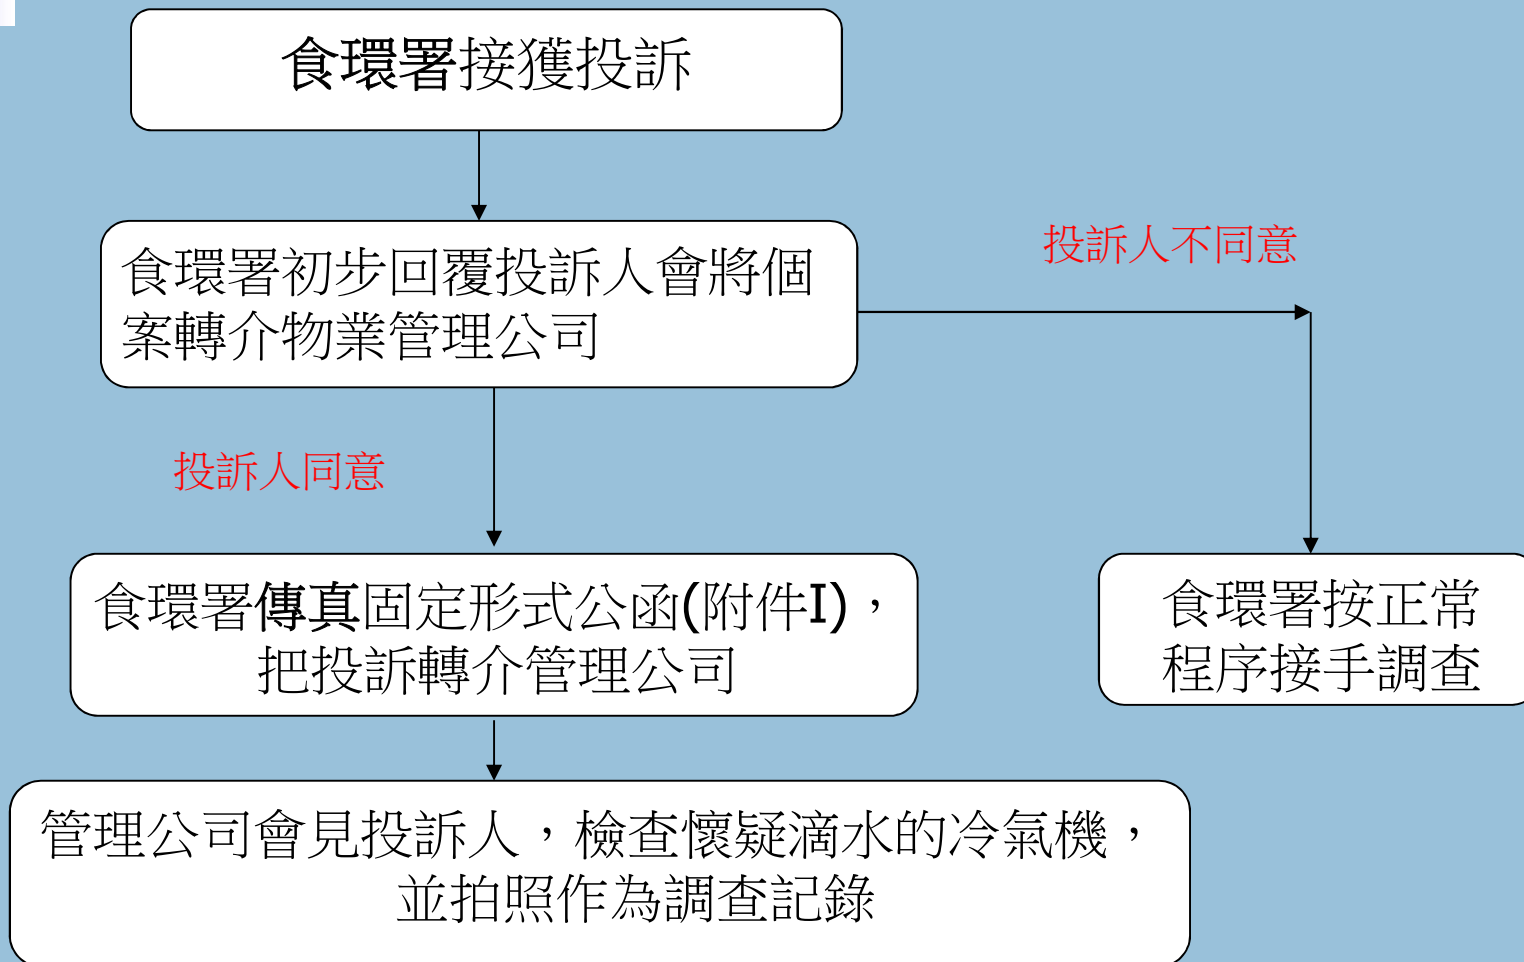 食環署接獲投訴
食環署初步回覆投訴人會將個
案轉介物業管理公司
投訴人不同意
投訴人同意
食環署傳真固定形式公函(附件I)，
把投訴轉介管理公司
食環署按正常
程序接手調查
管理公司會見投訴人，檢查懷疑滴水的冷氣機，
並拍照作為調查記錄